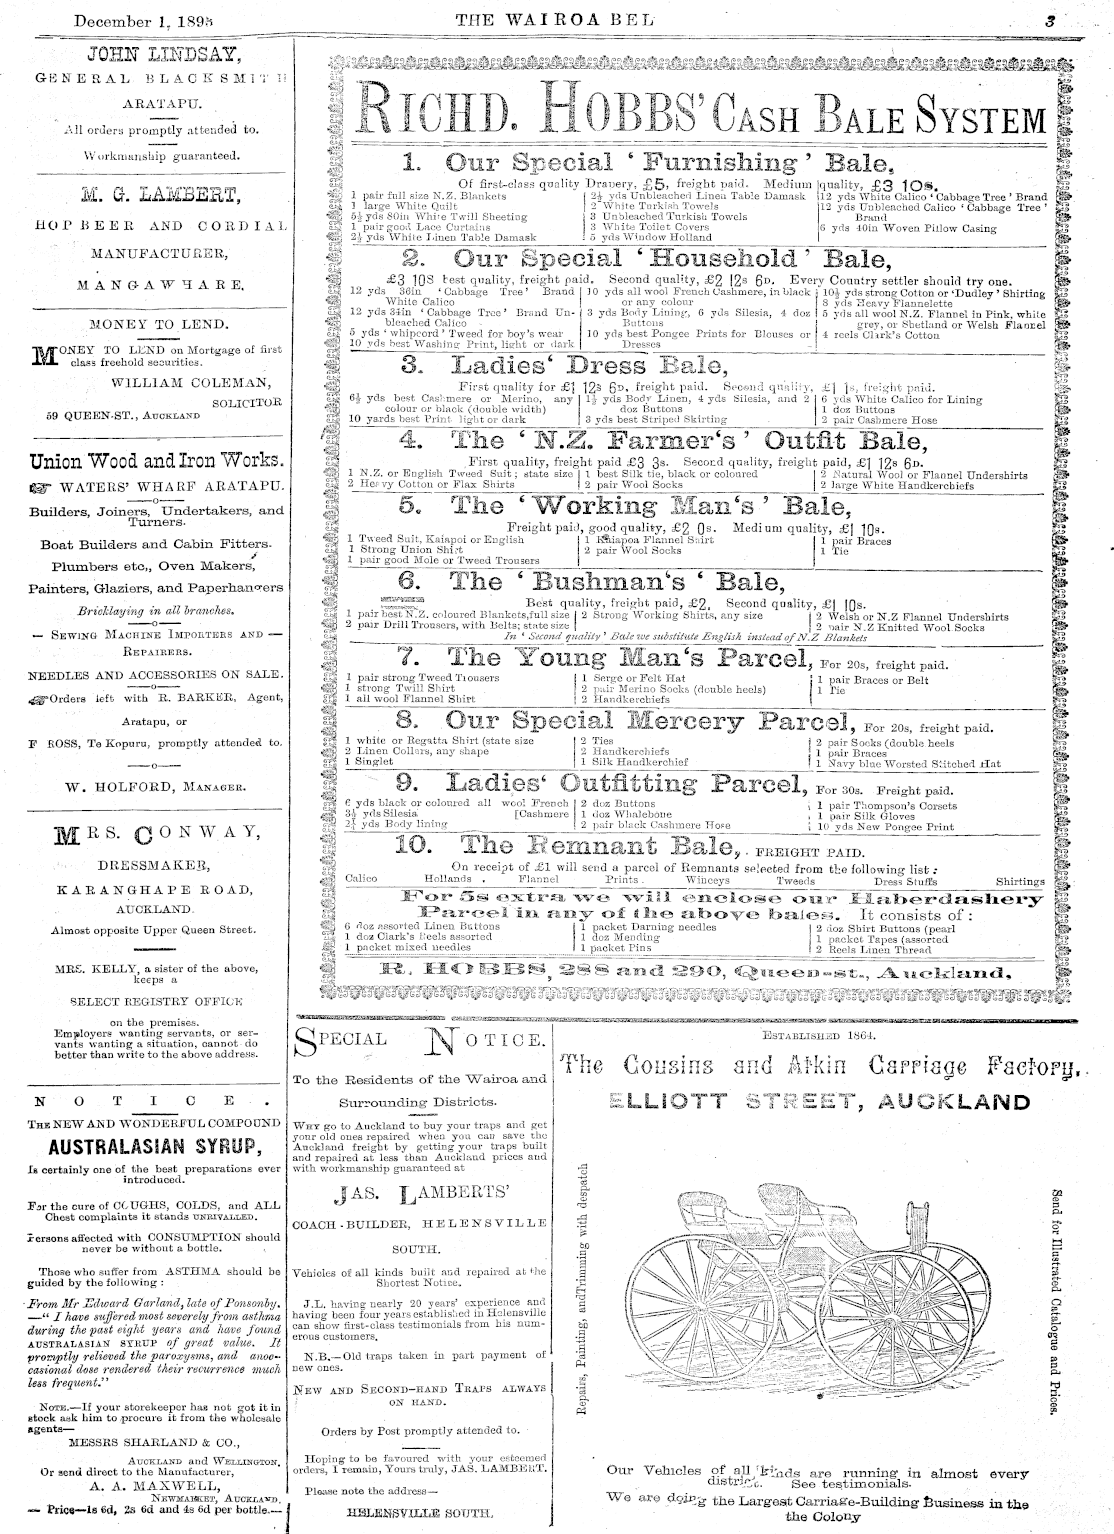 December 1, 1893
THE WAIROA BEL
3
JOHN LINDSAY,
GENERAL BLACKSMITH
ARATAPU.
All orders promptly attended to.
Workmanship guaranteed.
M. G. LAMBERT,
HOP BEER AND CORDIAL
MANUFACTURER,
MANGAWHARE.
MONEY TO LEND.
MONEY TO LEND on Mortgage of first
class freehold securities.
WILLIAM COLEMAN,
SOLICITOR
59 QUEEN-ST., AUCKLAND
Union Wood and Iron Works.
WATERS' WHARF ARATAPU.
Builders, Joiners, Undertakers, and
Turners.
Boat Builders and Cabin Fitters.
Plumbers etc., Oven Makers,
Painters, Glaziers, and Paperhangers
Bricklaying in all branches.
— SEWING MACHINE IMPORTERS AND —
REPAIRERS.
NEEDLES AND ACCESSORIES ON SALE.
Orders left with R. BARKER, Agent,
Aratapu, or
F ROSS, Te Kopuru, promptly attended to.
W. HOLFORD, MANAGER.
MRS. CONWAY,
DRESSMAKER,
KARANGHAPE ROAD,
AUCKLAND.
Almost opposite Upper Queen Street.
MRS. KELLY, a sister of the above,
keeps a
SELECT REGISTRY OFFICE
on the premises.
Employers wanting servants, or ser-
vants wanting a situation, cannot do
better than write to the above address.
NOTICE.
THE NEW AND WONDERFUL COMPOUND
AUSTRALASIAN SYRUP,
Is certainly one of the best preparations ever
introduced.
For the cure of COUGHS, COLDS, and ALL
Chest complaints it stands UNRIVALLED.
Persons affected with CONSUMPTION should
never be without a bottle.
Those who suffer from ASTHMA should be
guided by the following :
From Mr Edward Garland, late of Ponsonby.
—" I have suffered most severely from asthma
during the past eight years and have found
AUSTRALASIAN SYRUP of great value. It
promptly relieved the paroxysms, and anoc-
casional dose rendered their recurrence much
less frequent."
NOTE.—If your storekeeper has not got it in
stock ask him to procure it from the wholesale
agents—
MESSRS SHARLAND & CO.,
AUCKLAND and WELLINGTON.
Or send direct to the Manufacturer,
A. A. MAXWELL,
NEWMARKET, AUCKLAND.
— Price—1s 6d, 2s 6d and 4s 6d per bottle.—
RICHD. HOBBS' CASH BALE SYSTEM
1. Our Special ' Furnishing ' Bale,
Of first-class quality Drapery, £5, freight paid. Medium quality, £3 10s.
1 pair full size N.Z. Blankets
1 large White Quilt
5½ yds 80in White Twill Sheeting
1 pair good Lace Curtains
2½ yds White Linen Table Damask
2½ yds Unbleached Linen Table Damask
2 White Turkish Towels
3 Unbleached Turkish Towels
3 White Toilet Covers
5 yds Window Holland
12 yds White Calico ' Cabbage Tree ' Brand
12 yds Unbleached Calico ' Cabbage Tree '
Brand
6 yds 40in Woven Pillow Casing
2. Our Special 'Household' Bale,
£3 10s best quality, freight paid. Second quality, £2 12s 6D. Every Country settler should try one.
12 yds 36in ' Cabbage Tree ' Brand
White Calico
12 yds 34in ' Cabbage Tree ' Brand Un-
bleached Calico
5 yds ' whipcord ' Tweed for boy's wear
10 yds best Washing Print, light or dark
10 yds all wool French Cashmere, in black
or any colour
3 yds Body Lining, 6 yds Silesia, 4 doz
Buttons
10 yds best Pongee Prints for Blouses or
Dresses
10½ yds strong Cotton or 'Dudley' Shirting
8 yds Heavy Flannelette
5 yds all wool N.Z. Flannel in Pink, white
grey, or Shetland or Welsh Flannel
4 reels Clark's Cotton
3. Ladies' Dress Bale,
First quality for £1 12s 6D, freight paid. Second quality, £1 1s, freight paid.
6½ yds best Cashmere or Merino, any
colour or black (double width)
10 yards best Print light or dark
1½ yds Body Linen, 4 yds Silesia, and 2
doz Buttons
3 yds best Striped Skirting
6 yds White Calico for Lining
1 doz Buttons
2 pair Cashmere Hose
4. The ' N.Z. Farmer's ' Outfit Bale,
First quality, freight paid £3 3s. Second quality, freight paid, £1 12s 6D.
1 N.Z. or English Tweed Suit ; state size
2 Heavy Cotton or Flax Shirts
1 best Silk tie, black or coloured
2 pair Wool Socks
2 Natural Wool or Flannel Undershirts
2 large White Handkerchiefs
5. The ' Working Man's ' Bale,
Freight paid, good quality, £2 0s. Medium quality, £1 10s.
1 Tweed Suit, Kaiapoi or English
1 Strong Union Shirt
1 pair good Mole or Tweed Trousers
1 Kaiapoa Flannel Shirt
2 pair Wool Socks
1 pair Braces
1 Tie
6. The ' Bushman's ' Bale,
Best quality, freight paid, £2. Second quality, £1 10s.
1 pair best N.Z. coloured Blankets, full size
2 pair Drill Trousers, with Belts; state size
2 Strong Working Shirts, any size
2 Welsh or N.Z Flannel Undershirts
2 pair N.Z Knitted Wool Socks
In ' Second quality ' Bale we substitute English instead of N.Z Blankets
7. The Young Man's Parcel, For 20s, freight paid.
1 pair strong Tweed Trousers
1 strong Twill Shirt
1 all wool Flannel Shirt
1 Serge or Felt Hat
2 pair Merino Socks (double heels)
2 Handkerchiefs
1 pair Braces or Belt
1 Tie
8. Our Special Mercery Parcel, For 20s, freight paid.
1 white or Regatta Shirt (state size
2 Linen Collars, any shape
1 Singlet
2 Ties
2 Handkerchiefs
1 Silk Handkerchief
2 pair Socks (double heels
1 pair Braces
1 Navy blue Worsted Stitched Hat
9. Ladies' Outfitting Parcel, For 30s. Freight paid.
6 yds black or coloured all wool French
3½ yds Silesia [Cashmere
2½ yds Body lining
2 doz Buttons
1 doz Whalebone
2 pair black Cashmere Hose
1 pair Thompson's Corsets
1 pair Silk Gloves
10 yds New Pongee Print
10. The Remnant Bale, FREIGHT PAID.
On receipt of £1 will send a parcel of Remnants selected from the following list :
Calico Hollands Flannel Prints Winceys Tweeds Dress Stuffs Shirtings
For 5s extra we will enclose our Haberdashery
Parcel in any of the above bales. It consists of :
6 doz assorted Linen Buttons
1 doz Clark's Reels assorted
1 packet mixed needles
1 packet Darning needles
1 doz Mending
1 packet Pins
2 doz Shirt Buttons (pearl
1 packet Tapes (assorted
2 Reels Linen Thread
R. HOBBS, 288 and 290, Queen-st., Auckland.
SPECIAL NOTICE.
To the Residents of the Wairoa and
Surrounding Districts.
WHY go to Auckland to buy your traps and get
your old ones repaired when you can save the
Auckland freight by getting your traps built
and repaired at less than Auckland prices and
with workmanship guaranteed at
JAS. LAMBERTS'
COACH-BUILDER, HELENSVILLE
SOUTH.
Vehicles of all kinds built and repaired at the
Shortest Notice.
J.L. having nearly 20 years' experience and
having been four years established in Helensville
can show first-class testimonials from his num-
erous customers.
N.B.—Old traps taken in part payment of
new ones.
NEW AND SECOND-HAND TRAPS ALWAYS
ON HAND.
Orders by Post promptly attended to.
Hoping to be favoured with your esteemed
orders, I remain, Yours truly, JAS. LAMBERT.
Please note the address—
HELENSVILLE SOUTH.
ESTABLISHED 1864.
The Cousins and Atkin Carriage Factory,
ELLIOTT STREET, AUCKLAND
Repairs, Painting, andTrimming with despatch
Send for Illustrated Catalogue and Prices.
Our Vehicles of all kinds are running in almost every
district. See testimonials.
We are doing the Largest Carriage-Building Business in the
the Colony